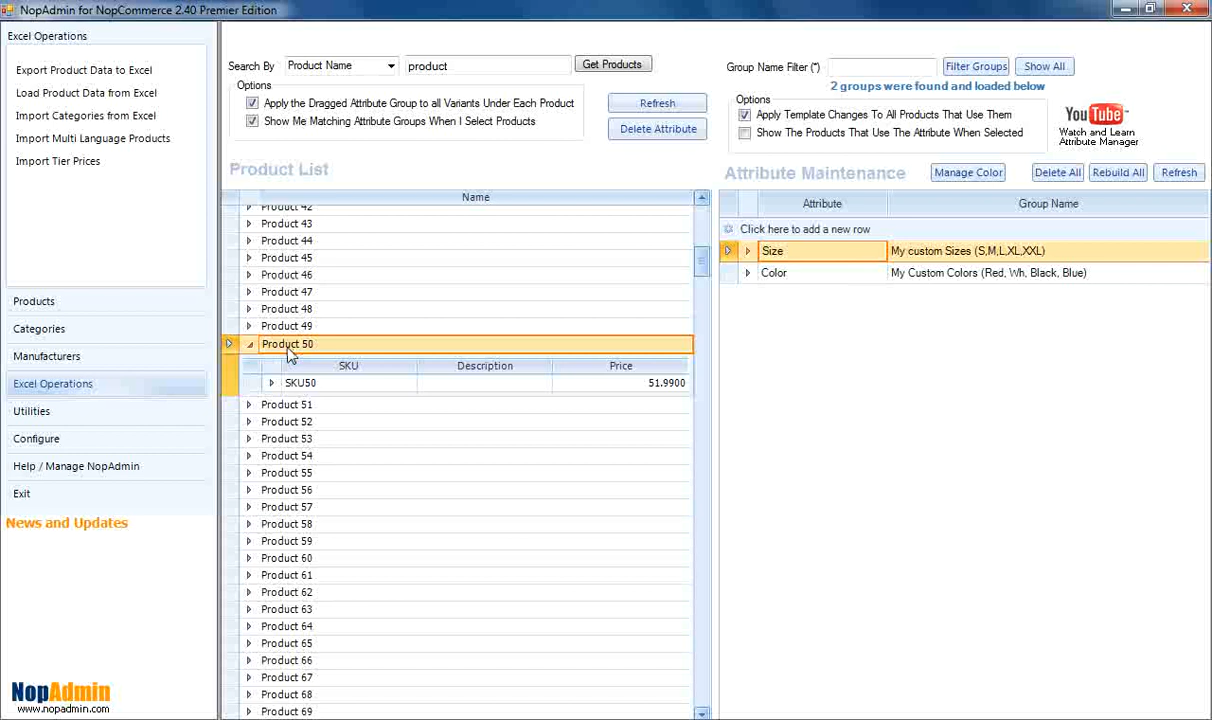 NopAdmin for NopCommerce 2.40 Premier Edition
Excel Operations
Export Product Data to Excel
Load Product Data from Excel
Import Categories from Excel
Import Multi Language Products
Import Tier Prices
Products
Categories
Manufacturers
Excel Operations
Utilities
Configure
Help / Manage NopAdmin
Exit
News and Updates
NopAdmin
www.nopadmin.com
Search By
Product Name
product
Get Products
Options
Apply the Dragged Attribute Group to all Variants Under Each Product
Show Me Matching Attribute Groups When I Select Products
Refresh
Delete Attribute
Product List
Name
Product 42
Product 43
Product 44
Product 45
Product 46
Product 47
Product 48
Product 49
Product 50
SKU Description Price
SKU50 51.9900
Product 51
Product 52
Product 53
Product 54
Product 55
Product 56
Product 57
Product 58
Product 59
Product 60
Product 61
Product 62
Product 63
Product 64
Product 65
Product 66
Product 67
Product 68
Product 69
Group Name Filter (*)
Filter Groups
Show All
2 groups were found and loaded below
Options
Apply Template Changes To All Products That Use Them
Show The Products That Use The Attribute When Selected
YouTube
Watch and Learn
Attribute Manager
Attribute Maintenance
Manage Color
Delete All
Rebuild All
Refresh
Attribute Group Name
Click here to add a new row
Size My custom Sizes (S,M,L,XL,XXL)
Color My Custom Colors (Red, Wh, Black, Blue)